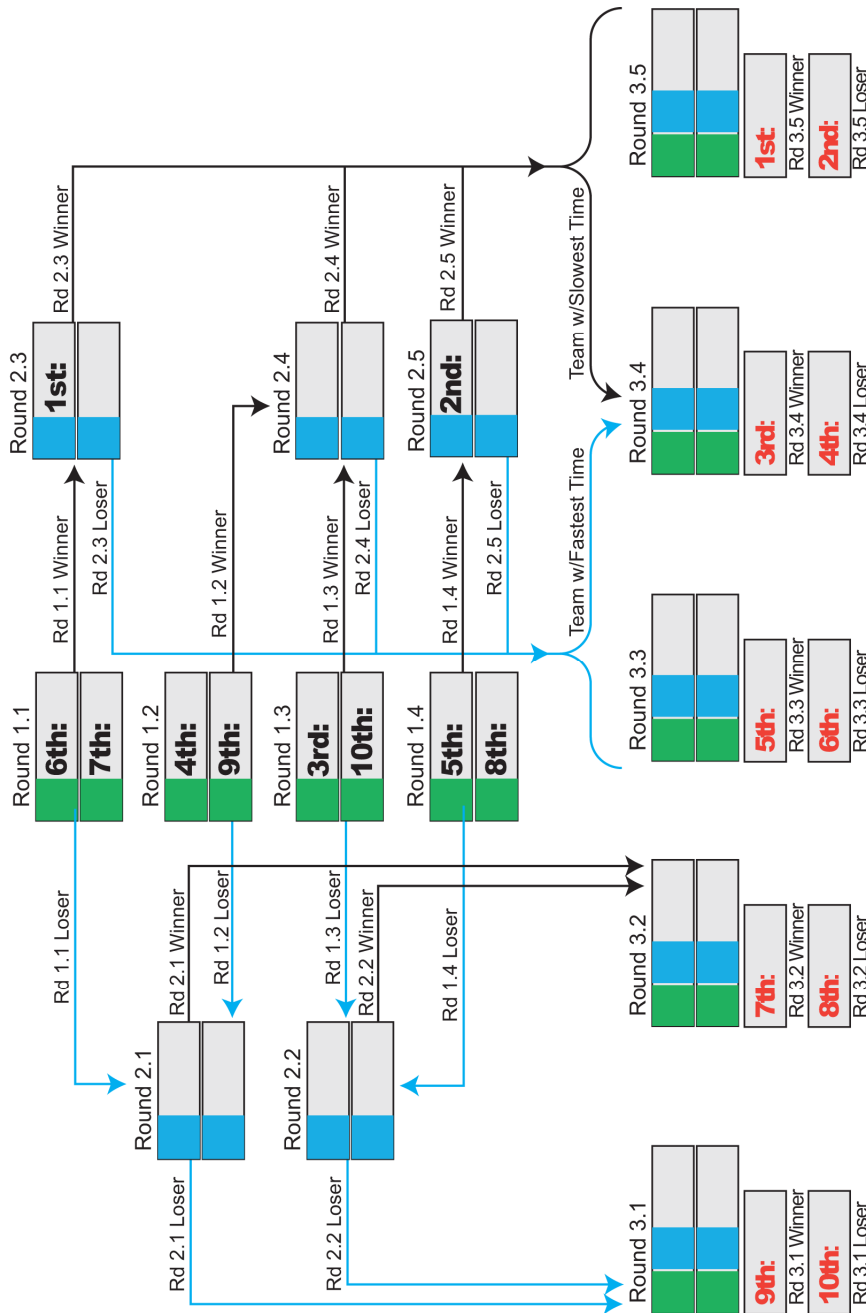 Round 1.1
6th:
7th:
Round 1.2
4th:
9th:
Round 1.3
3rd:
10th:
Round 1.4
5th:
8th:
Rd 1.1 Loser
Rd 1.2 Loser
Rd 1.3 Loser
Rd 1.4 Loser
Rd 1.1 Winner
Rd 1.2 Winner
Rd 1.3 Winner
Rd 1.4 Winner
Round 2.1
Round 2.2
Round 2.3
1st:
Round 2.4
Round 2.5
2nd:
Rd 2.1 Winner
Rd 2.2 Winner
Rd 2.1 Loser
Rd 2.2 Loser
Rd 2.3 Loser
Rd 2.4 Loser
Rd 2.5 Loser
Rd 2.3 Winner
Rd 2.4 Winner
Rd 2.5 Winner
Team w/Fastest Time
Team w/Slowest Time
Round 3.1
9th:
Rd 3.1 Winner
10th:
Rd 3.1 Loser
Round 3.2
7th:
Rd 3.2 Winner
8th:
Rd 3.2 Loser
Round 3.3
5th:
Rd 3.3 Winner
6th:
Rd 3.3 Loser
Round 3.4
3rd:
Rd 3.4 Winner
4th:
Rd 3.4 Loser
Round 3.5
1st:
Rd 3.5 Winner
2nd:
Rd 3.5 Loser